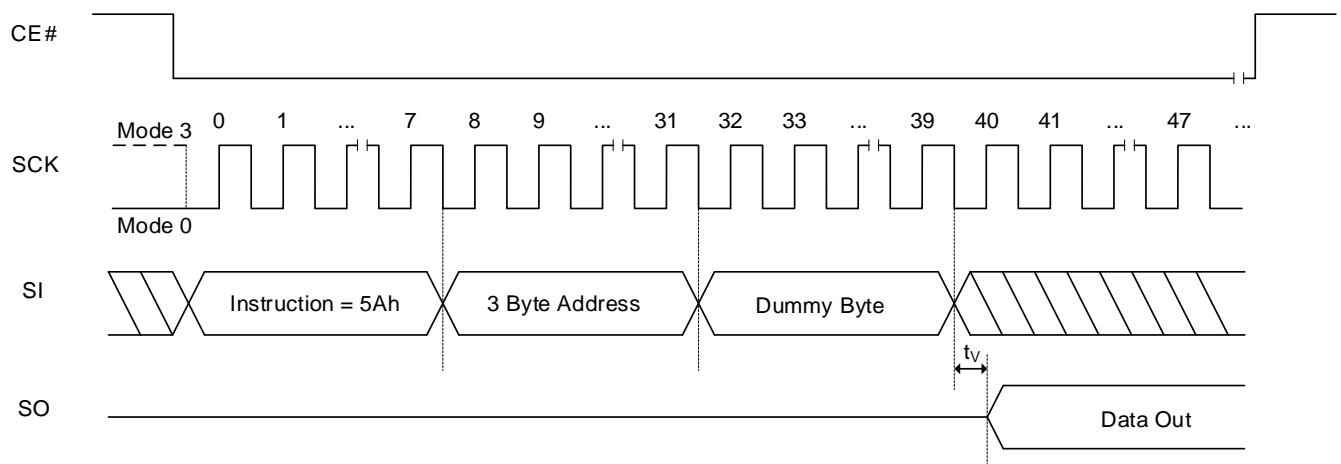 CE#
Mode 3
0 1 ... 7 8 9 ... 31 32 33 ... 39 40 41 ... 47 ...
SCK
Mode 0
SI
Instruction = 5Ah
3 Byte Address
Dummy Byte
tV
SO
Data Out